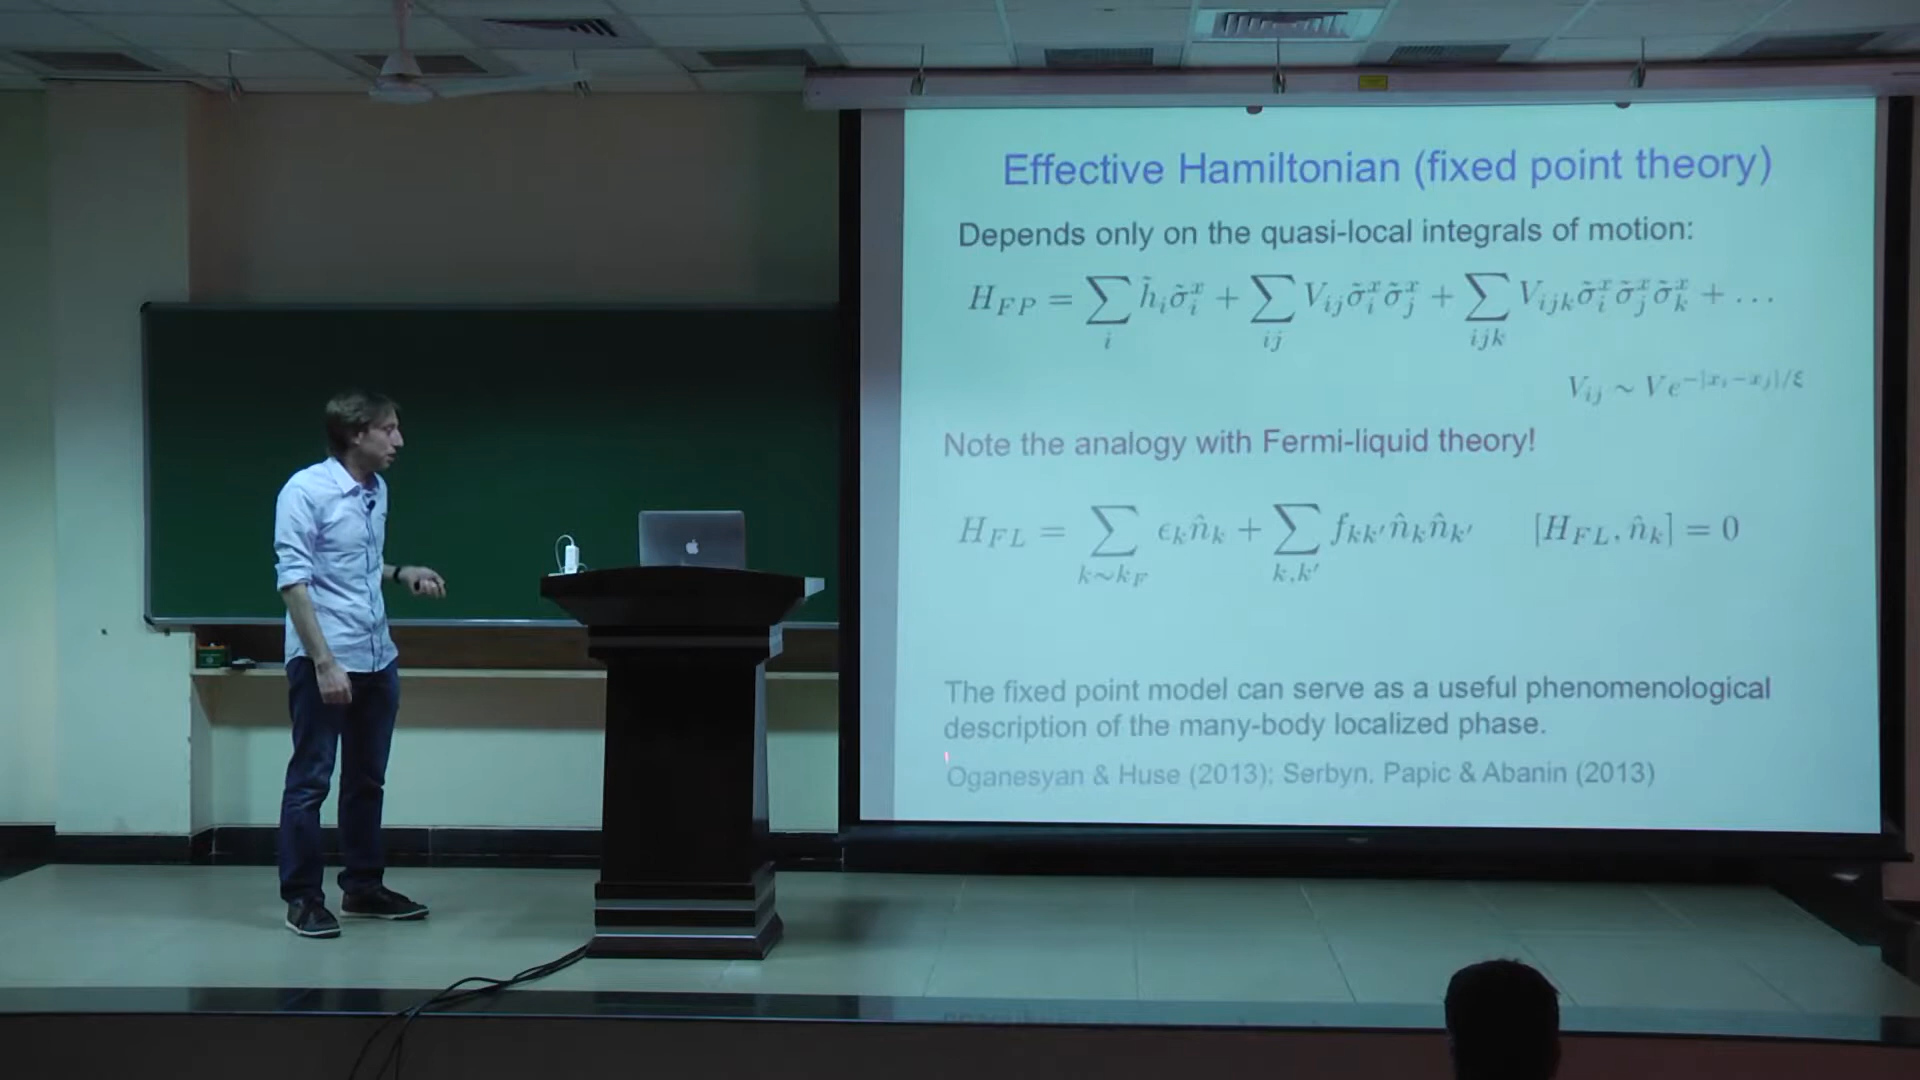 Effective Hamiltonian (fixed point theory)
Depends only on the quasi-local integrals of motion:
$H_{FP} = \sum_{i} \tilde{h}_i \tilde{\sigma}_i^x + \sum_{ij} V_{ij} \tilde{\sigma}_i^x \tilde{\sigma}_j^x + \sum_{ijk} V_{ijk} \tilde{\sigma}_i^x \tilde{\sigma}_j^x \tilde{\sigma}_k^x + \ldots$
$V_{ij} \sim V e^{-|x_i - x_j|/\xi}$
Note the analogy with Fermi-liquid theory!
$H_{FL} = \sum_{k \sim k_F} \epsilon_k \hat{n}_k + \sum_{k,k'} f_{kk'} \hat{n}_k \hat{n}_{k'} \quad [H_{FL}, \hat{n}_k] = 0$
The fixed point model can serve as a useful phenomenological
description of the many-body localized phase.
Oganesyan & Huse (2013); Serbyn, Papic & Abanin (2013)